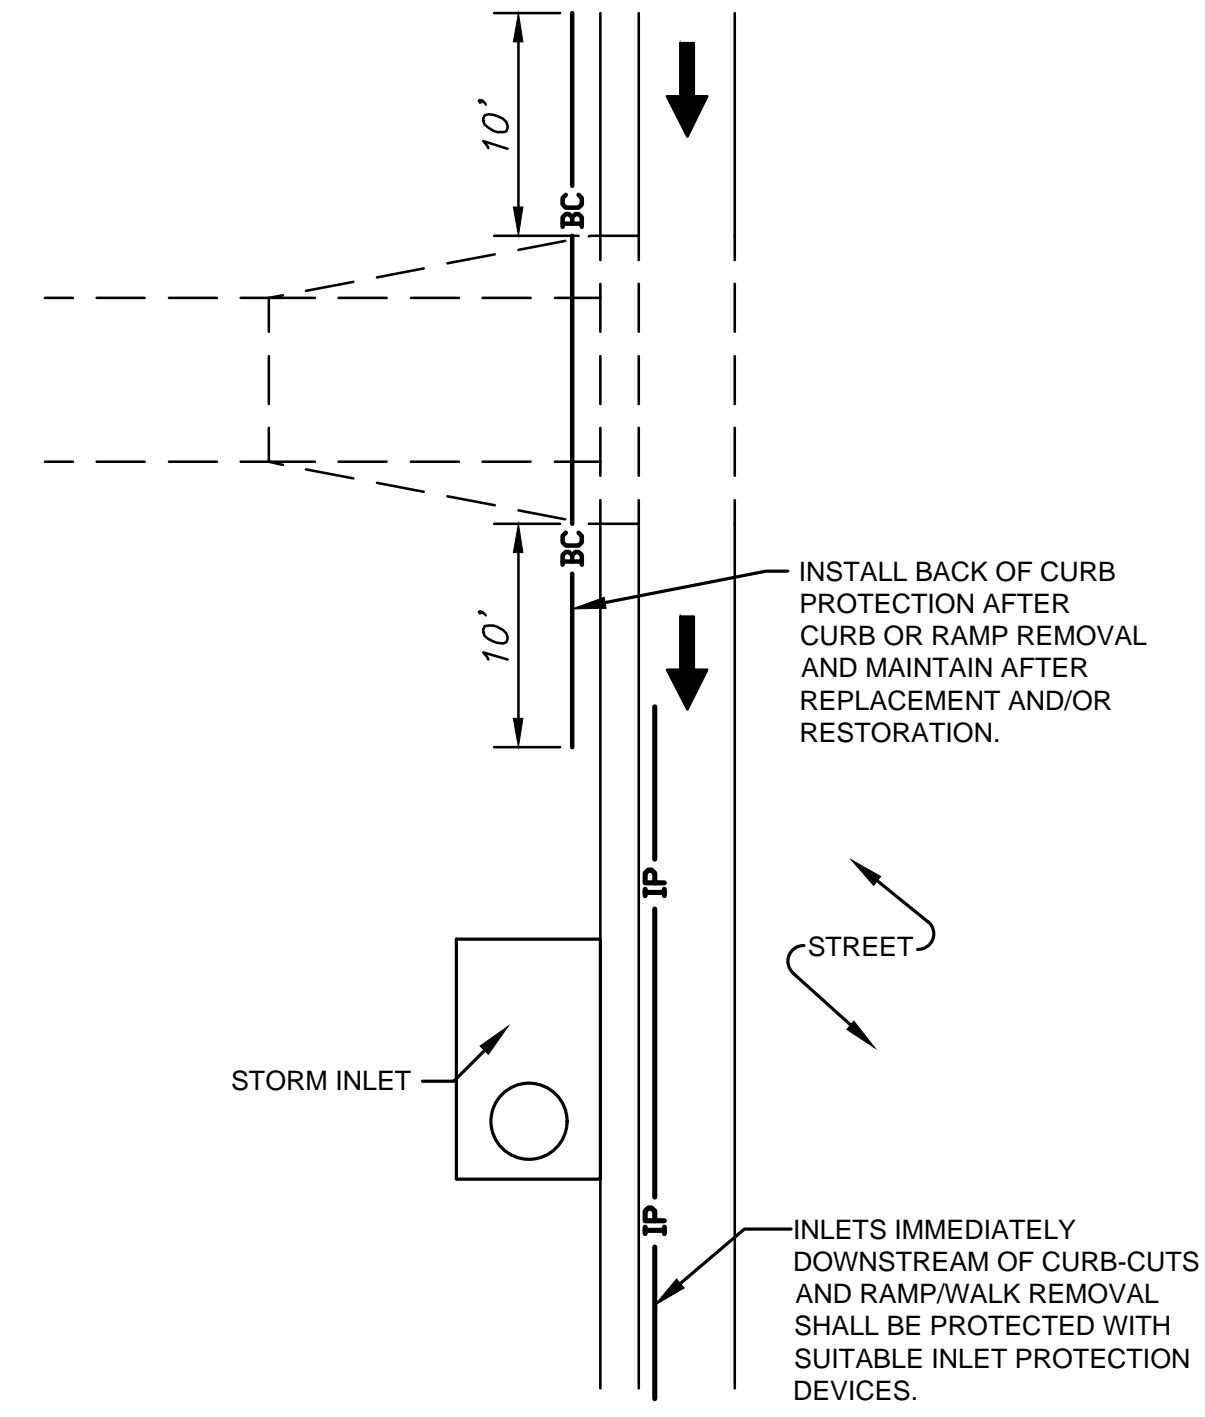 10'
BC
BC
10'
INSTALL BACK OF CURB
PROTECTION AFTER
CURB OR RAMP REMOVAL
AND MAINTAIN AFTER
REPLACEMENT AND/OR
RESTORATION.
IP
STREET
STORM INLET
IP
INLETS IMMEDIATELY
DOWNSTREAM OF CURB-CUTS
AND RAMP/WALK REMOVAL
SHALL BE PROTECTED WITH
SUITABLE INLET PROTECTION
DEVICES.